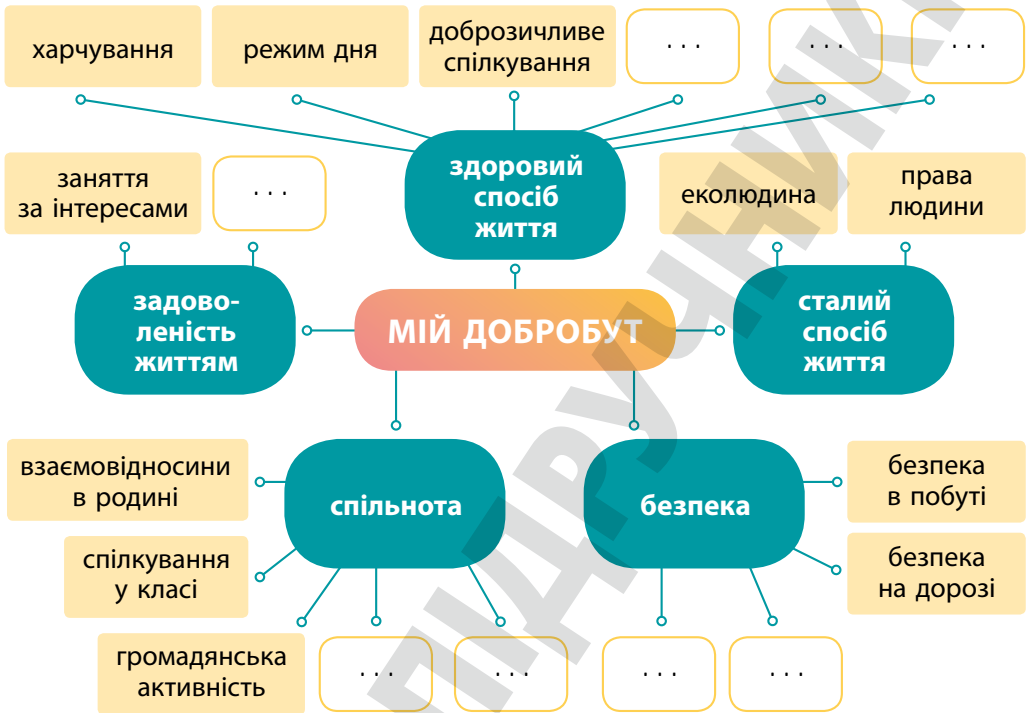 харчування
режим дня
доброзичливе
спілкування
. . .
. . .
. . .
заняття
за інтересами
. . .
здоровий
спосіб
життя
еколюдина
права
людини
задово-
леність
життям
МІЙ ДОБРОБУТ
сталий
спосіб
життя
взаємовідносини
в родині
спільнота
безпека
безпека
в побуті
спілкування
у класі
безпека
на дорозі
громадянська
активність
. . .
. . .
. . .
. . .
ПІДРУЧНИК